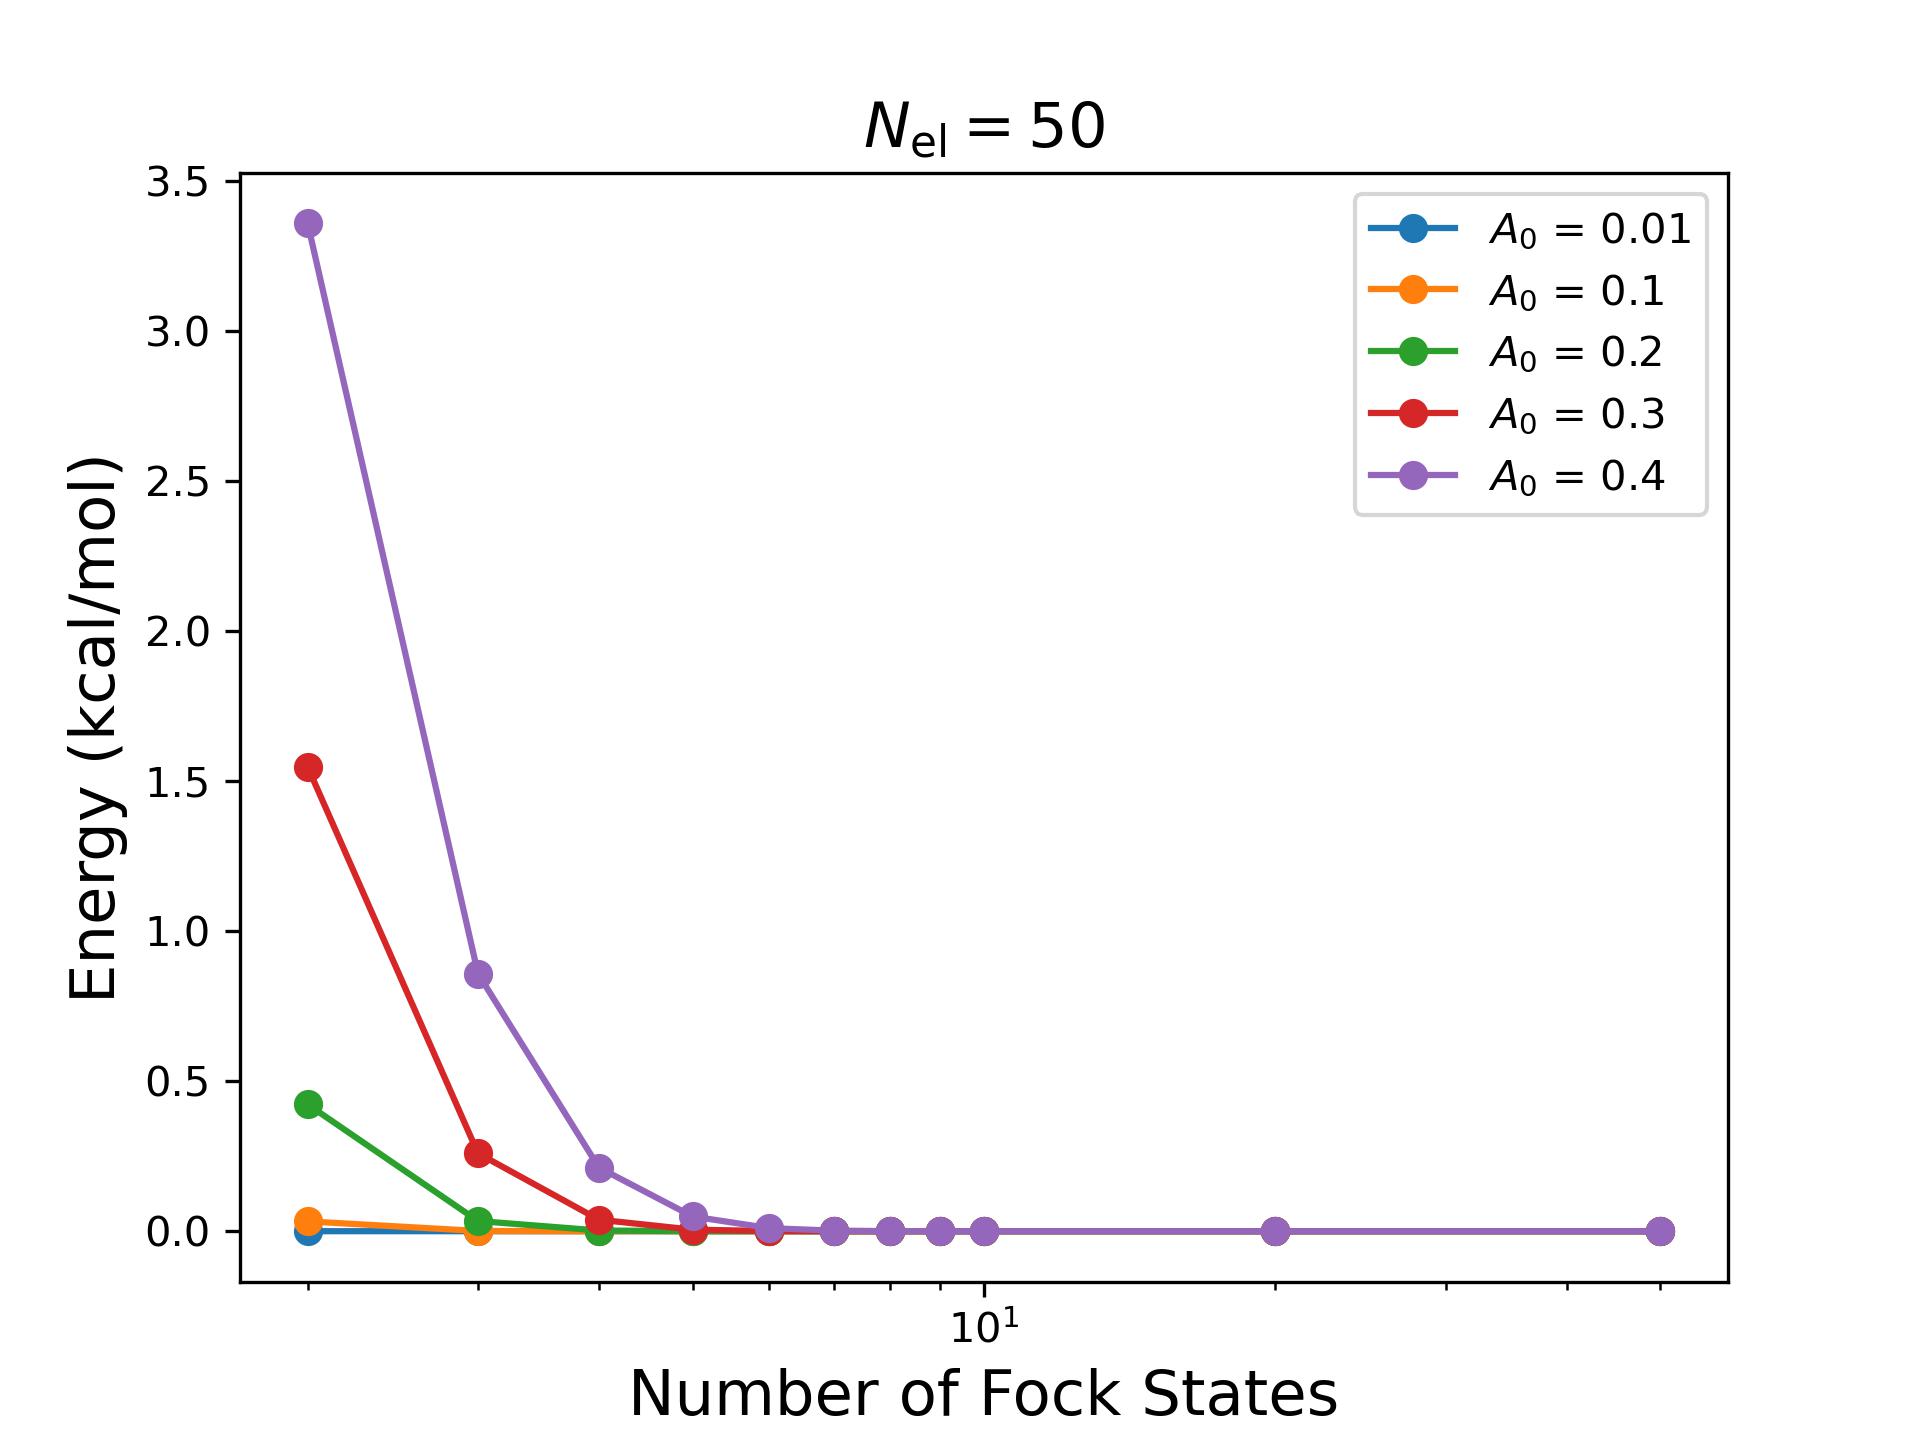 N_el = 50
3.5
3.0
2.5
2.0
1.5
1.0
0.5
0.0
Energy (kcal/mol)
A_0 = 0.01
A_0 = 0.1
A_0 = 0.2
A_0 = 0.3
A_0 = 0.4
10^1
Number of Fock States